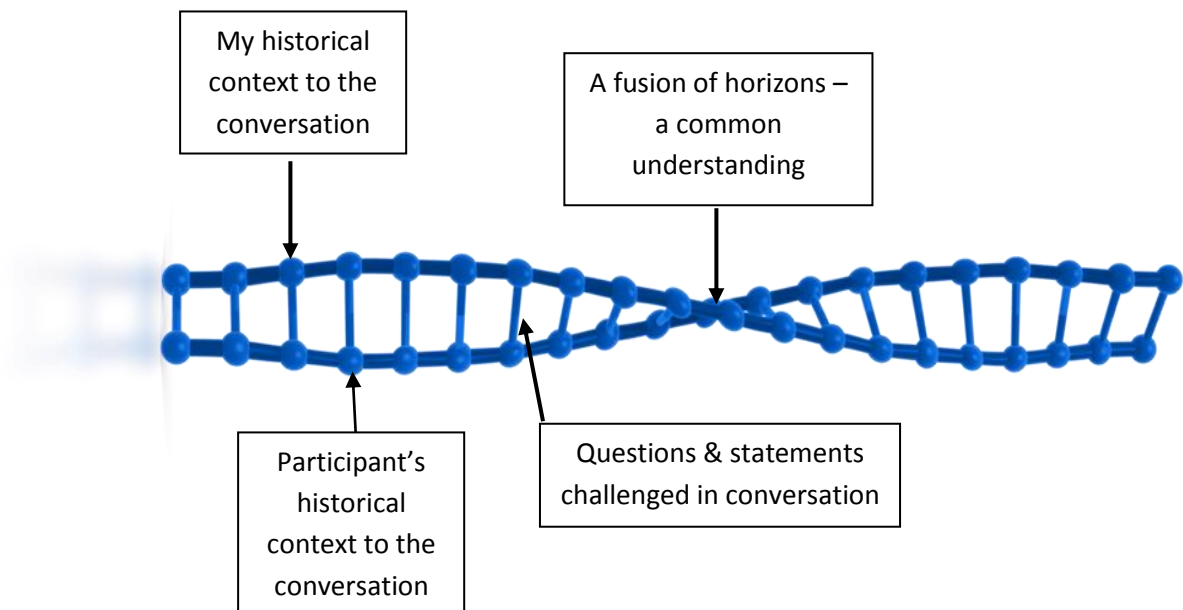 My historical
context to the
conversation
A fusion of horizons –
a common
understanding
Participant’s
historical
context to the
conversation
Questions & statements
challenged in conversation